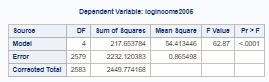 Dependent Variable: logincome2005
Source DF Sum of Squares Mean Square F Value Pr > F
Model 4 217.653784 54.413446 62.87 <.0001
Error 2579 2232.120383 0.865498
Corrected Total 2583 2449.774168